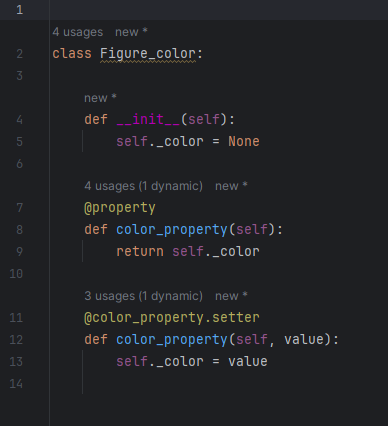 1
4 usages new *
2 class Figure_color:
3
new *
4 def __init__(self):
5 self._color = None
6
4 usages (1 dynamic) new *
7 @property
8 def color_property(self):
9 return self._color
10
3 usages (1 dynamic) new *
11 @color_property.setter
12 def color_property(self, value):
13 self._color = value
14